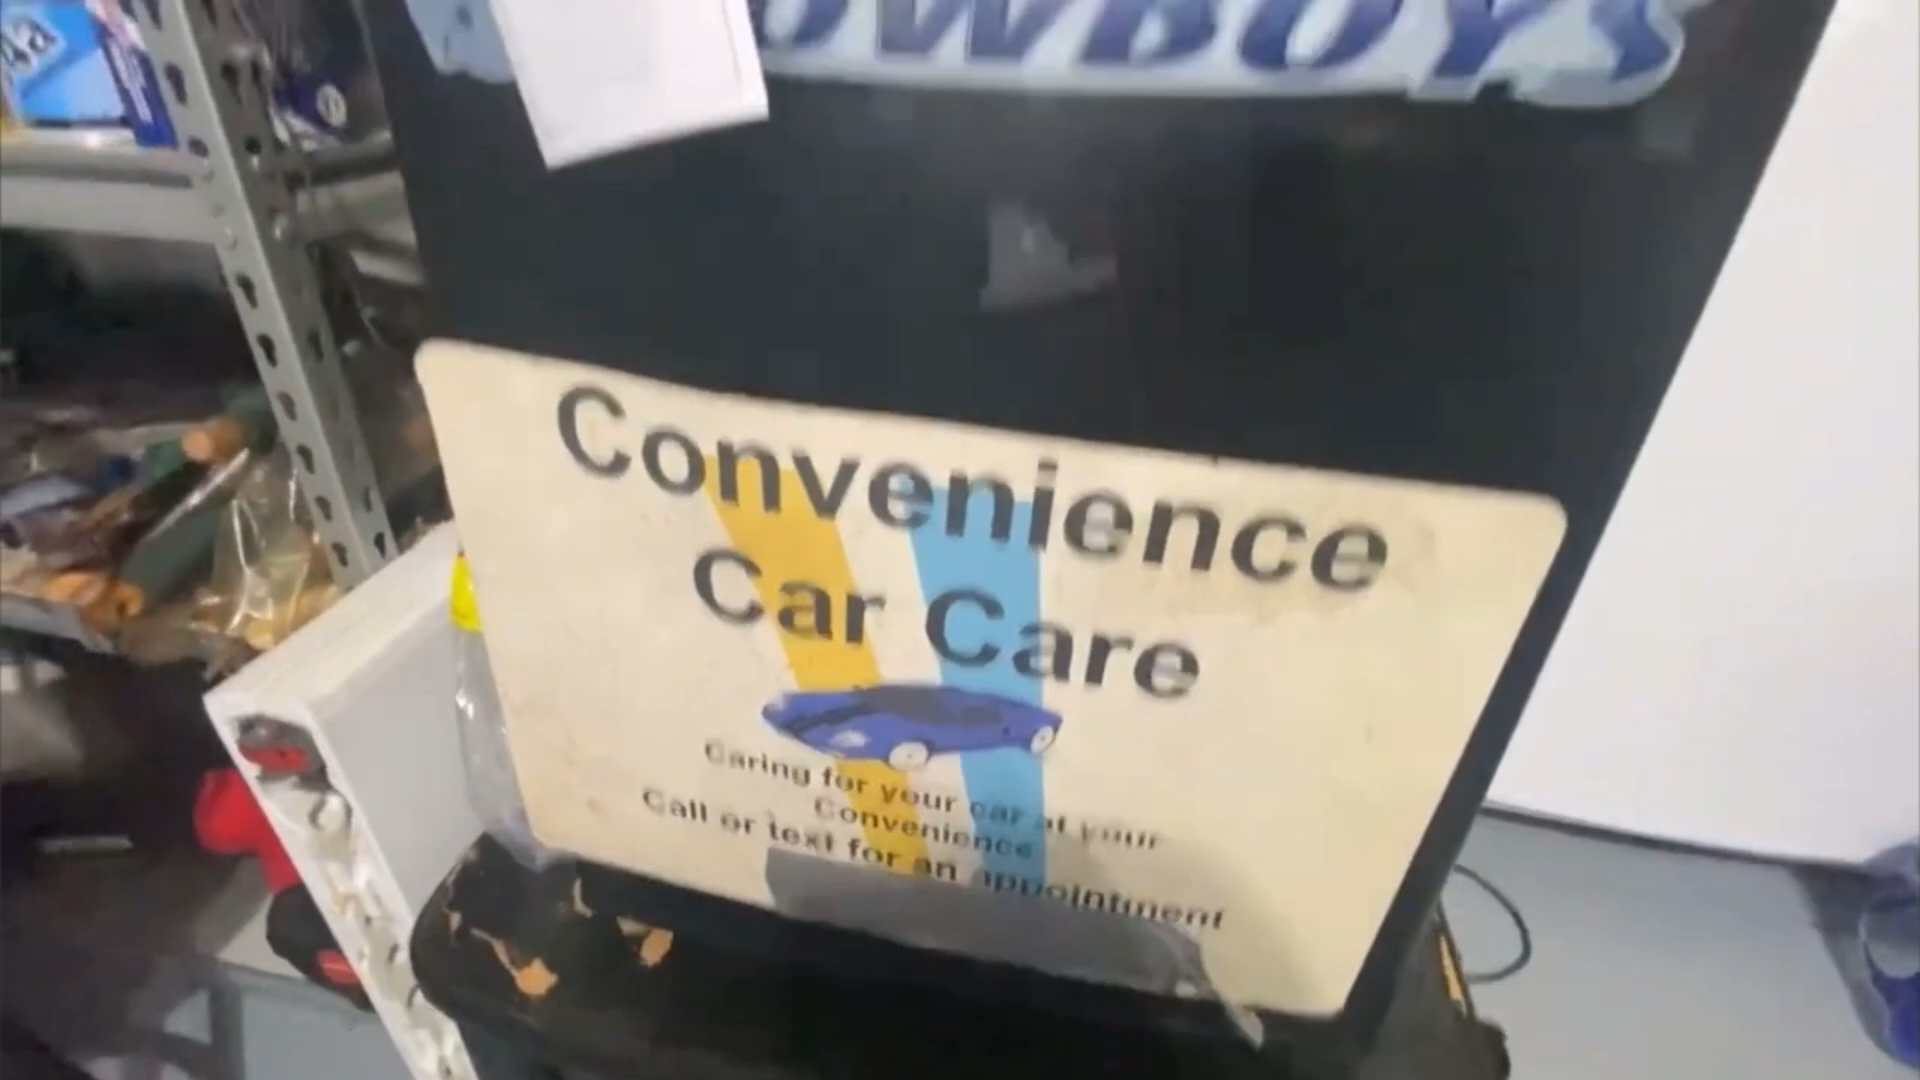 OWBOYS
Convenience
Car Care
Caring for your car at your
Convenience
Call or text for an appointment